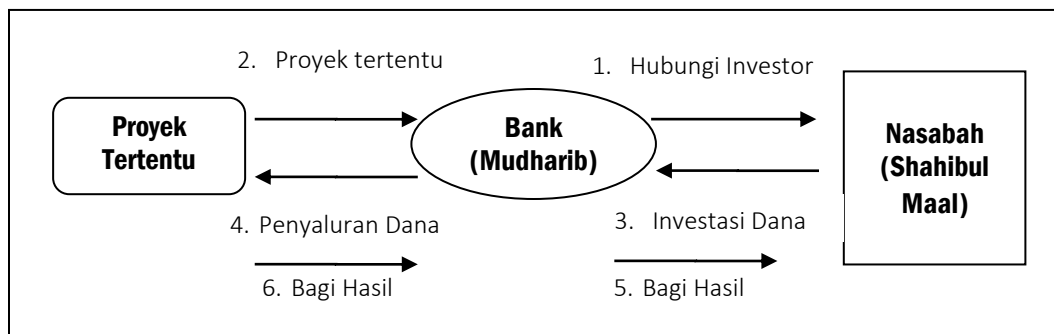 2. Proyek tertentu
1. Hubungi Investor
Proyek
Tertentu
Bank
(Mudharib)
Nasabah
(Shahibul
Maal)
4. Penyaluran Dana
3. Investasi Dana
6. Bagi Hasil
5. Bagi Hasil